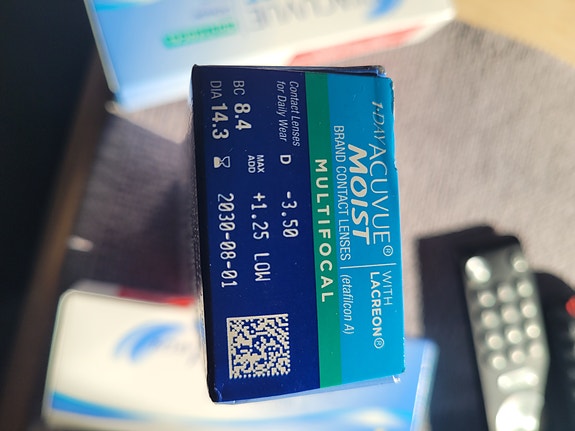 1-DAY ACUVUE®
MOIST
BRAND CONTACT LENSES
WITH
LACREON®
(etafilcon A)
MULTIFOCAL
Contact Lenses
for Daily Wear
D -3.50
MAX
ADD +1.25 LOW
BC 8.4
DIA 14.3
2030-08-01
ACUVUE